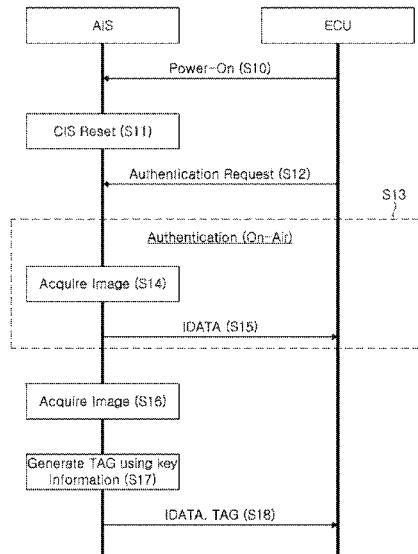 AIS
ECU
Power-On (S10)
CIS Reset (S11)
Authentication Request (S12)
S13
Authentication (On-Air)
Acquire Image (S14)
IDATA (S15)
Acquire Image (S16)
Generate TAG using key
information (S17)
IDATA, TAG (S18)